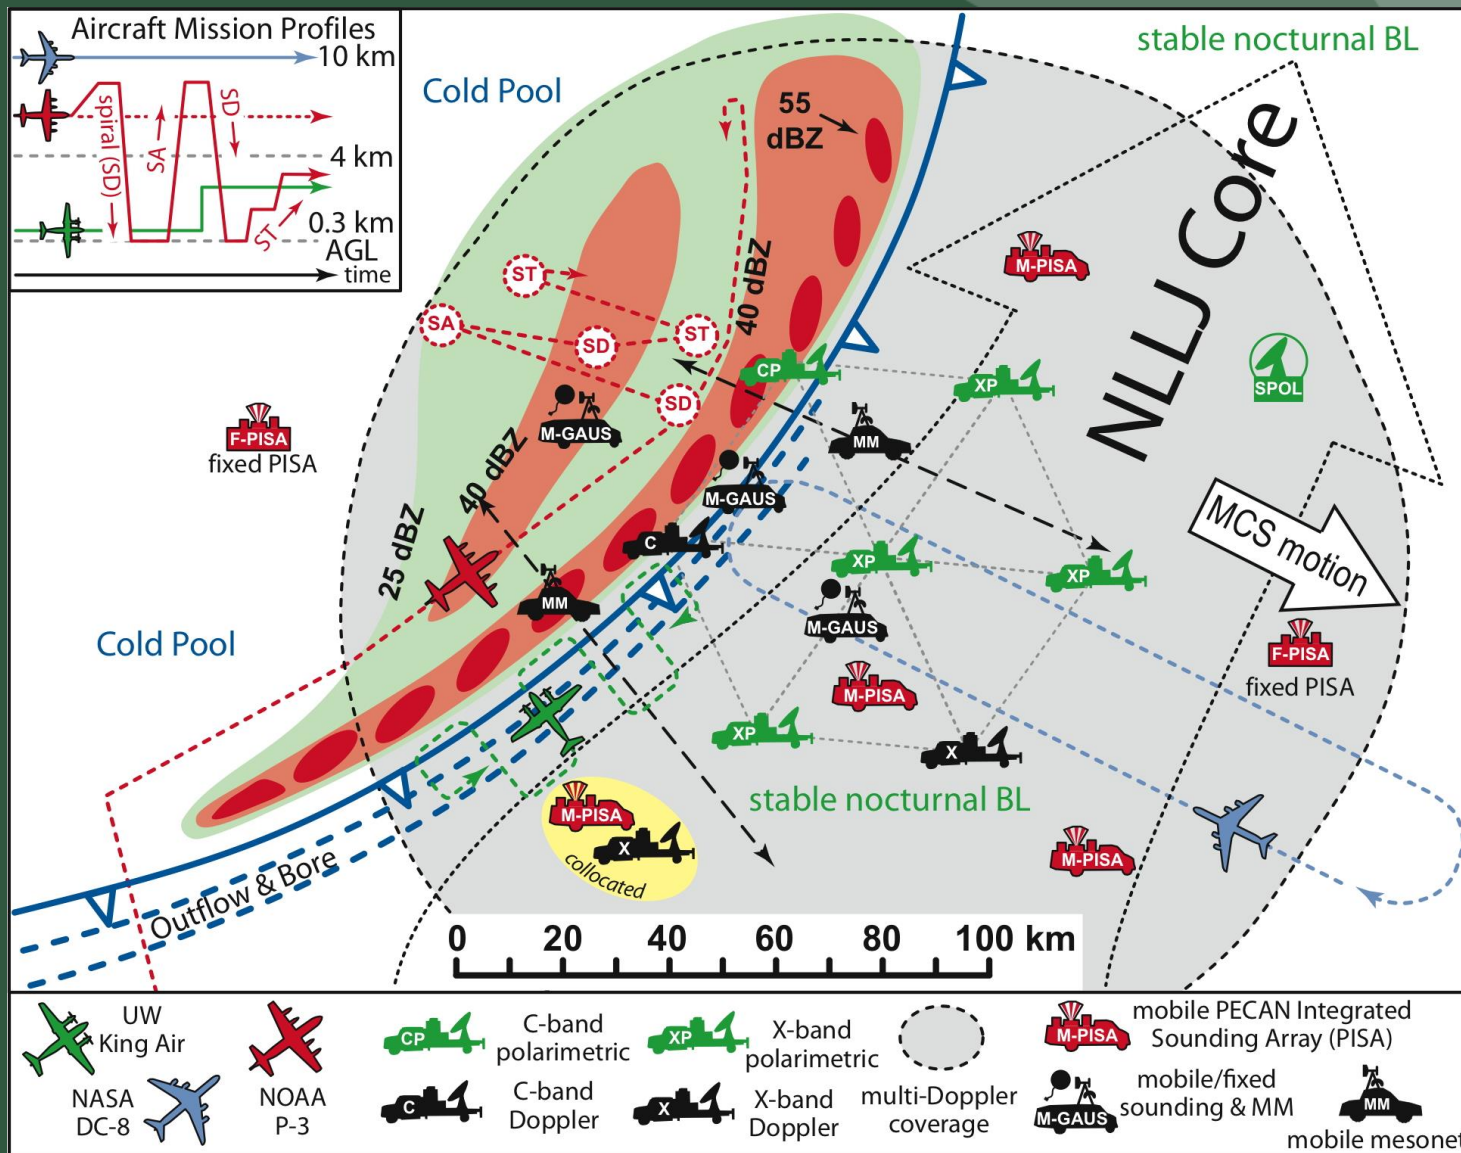 Aircraft Mission Profiles
10 km
spiral (SD)
SA
SD
4 km
0.3 km
ST
AGL
time
stable nocturnal BL
Cold Pool
55
dBZ
NLLJ Core
M-PISA
ST
40 dBZ
SA
ST
SD
CP
XP
SPOL
SD
F-PISA
fixed PISA
M-GAUS
MM
40 dBZ
M-GAUS
MCS motion
25 dBZ
C
XP
XP
MM
M-GAUS
Cold Pool
F-PISA
fixed PISA
M-PISA
XP
X
stable nocturnal BL
M-PISA
X
collocated
M-PISA
Outflow & Bore
0 20 40 60 80 100 km
UW
King Air
NASA
DC-8
NOAA
P-3
CP
C-band
polarimetric
C
C-band
Doppler
XP
X-band
polarimetric
X
X-band
Doppler
multi-Doppler
coverage
M-PISA
mobile PECAN Integrated
Sounding Array (PISA)
M-GAUS
mobile/fixed
sounding & MM
MM
mobile mesonet